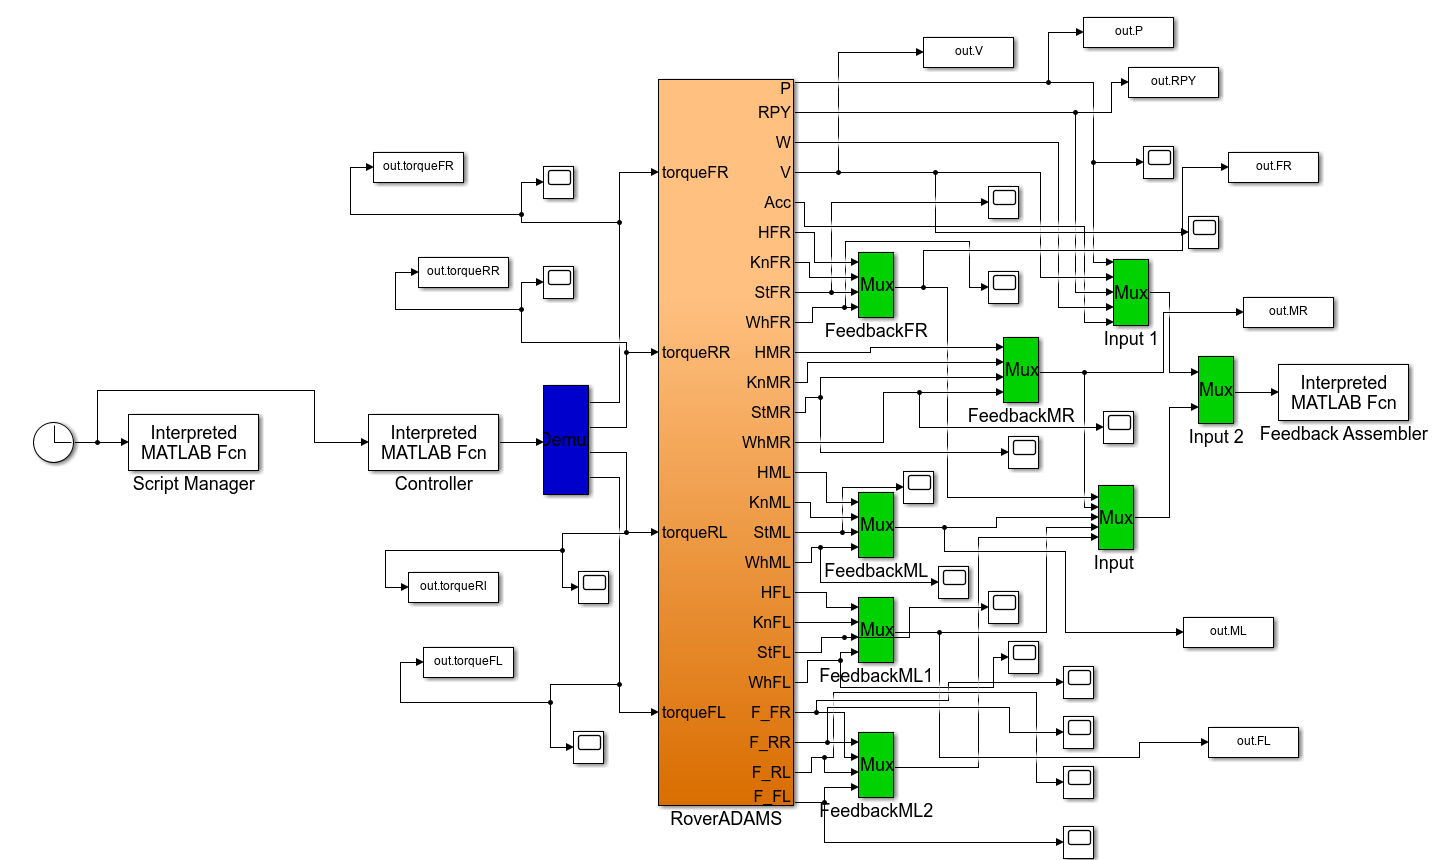 out.P
out.V
out.RPY
P
RPY
W
V
Acc
HFR
KnFR
StFR
WhFR
HMR
KnMR
StMR
WhMR
HML
KnML
StML
WhML
HFL
KnFL
StFL
WhFL
F_FR
F_RR
F_RL
F_FL
torqueFR
torqueRR
torqueRL
torqueFL
RoverADAMS
out.torqueFR
out.torqueRR
Interpreted
MATLAB Fcn
Script Manager
Interpreted
MATLAB Fcn
Controller
out.torqueRl
out.torqueFL
out.FR
Mux
FeedbackFR
Mux
Input 1
out.MR
Mux
FeedbackMR
Mux
Input 2
Interpreted
MATLAB Fcn
Feedback Assembler
Mux
FeedbackML
Mux
Input
Mux
FeedbackML1
out.ML
Mux
FeedbackML2
out.FL